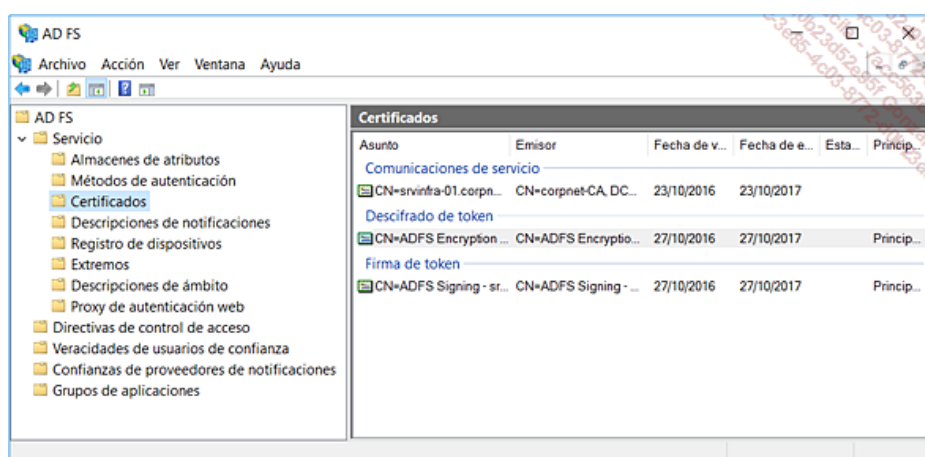 AD FS
Archivo Acción Ver Ventana Ayuda
AD FS
Servicio
Almacenes de atributos
Métodos de autenticación
Certificados
Descripciones de notificaciones
Registro de dispositivos
Extremos
Descripciones de ámbito
Proxy de autenticación web
Directivas de control de acceso
Veracidades de usuarios de confianza
Confianzas de proveedores de notificaciones
Grupos de aplicaciones
Certificados
Asunto Emisor Fecha de v... Fecha de e... Esta... Princip...
Comunicaciones de servicio
CN=srvinfra-01.corpn... CN=corpnet-CA, DC... 23/10/2016 23/10/2017
Descifrado de token
CN=ADFS Encryption ... CN=ADFS Encryptio... 27/10/2016 27/10/2017 Princip...
Firma de token
CN=ADFS Signing - sr... CN=ADFS Signing - ... 27/10/2016 27/10/2017 Princip...